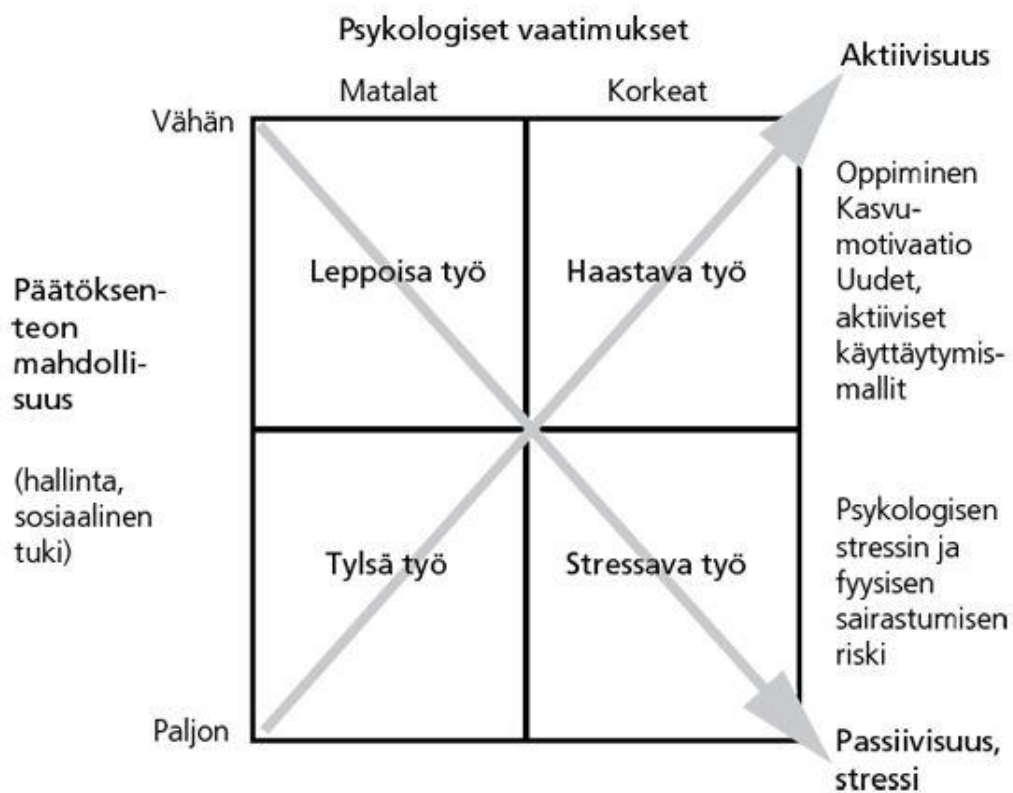 Psykologiset vaatimukset
Matalat
Korkeat
Aktiivisuus
Vähän
Leppoisa työ
Haastava työ
Oppiminen
Kasvu-
motivaatio
Uudet,
aktiiviset
käyttäytymis-
mallit
Päätöksen-
teon
mahdolli-
suus
(hallinta,
sosiaalinen
tuki)
Tylsä työ
Stressava työ
Psykologisen
stressin ja
fyysisen
sairastumisen
riski
Paljon
Passiivisuus,
stressi